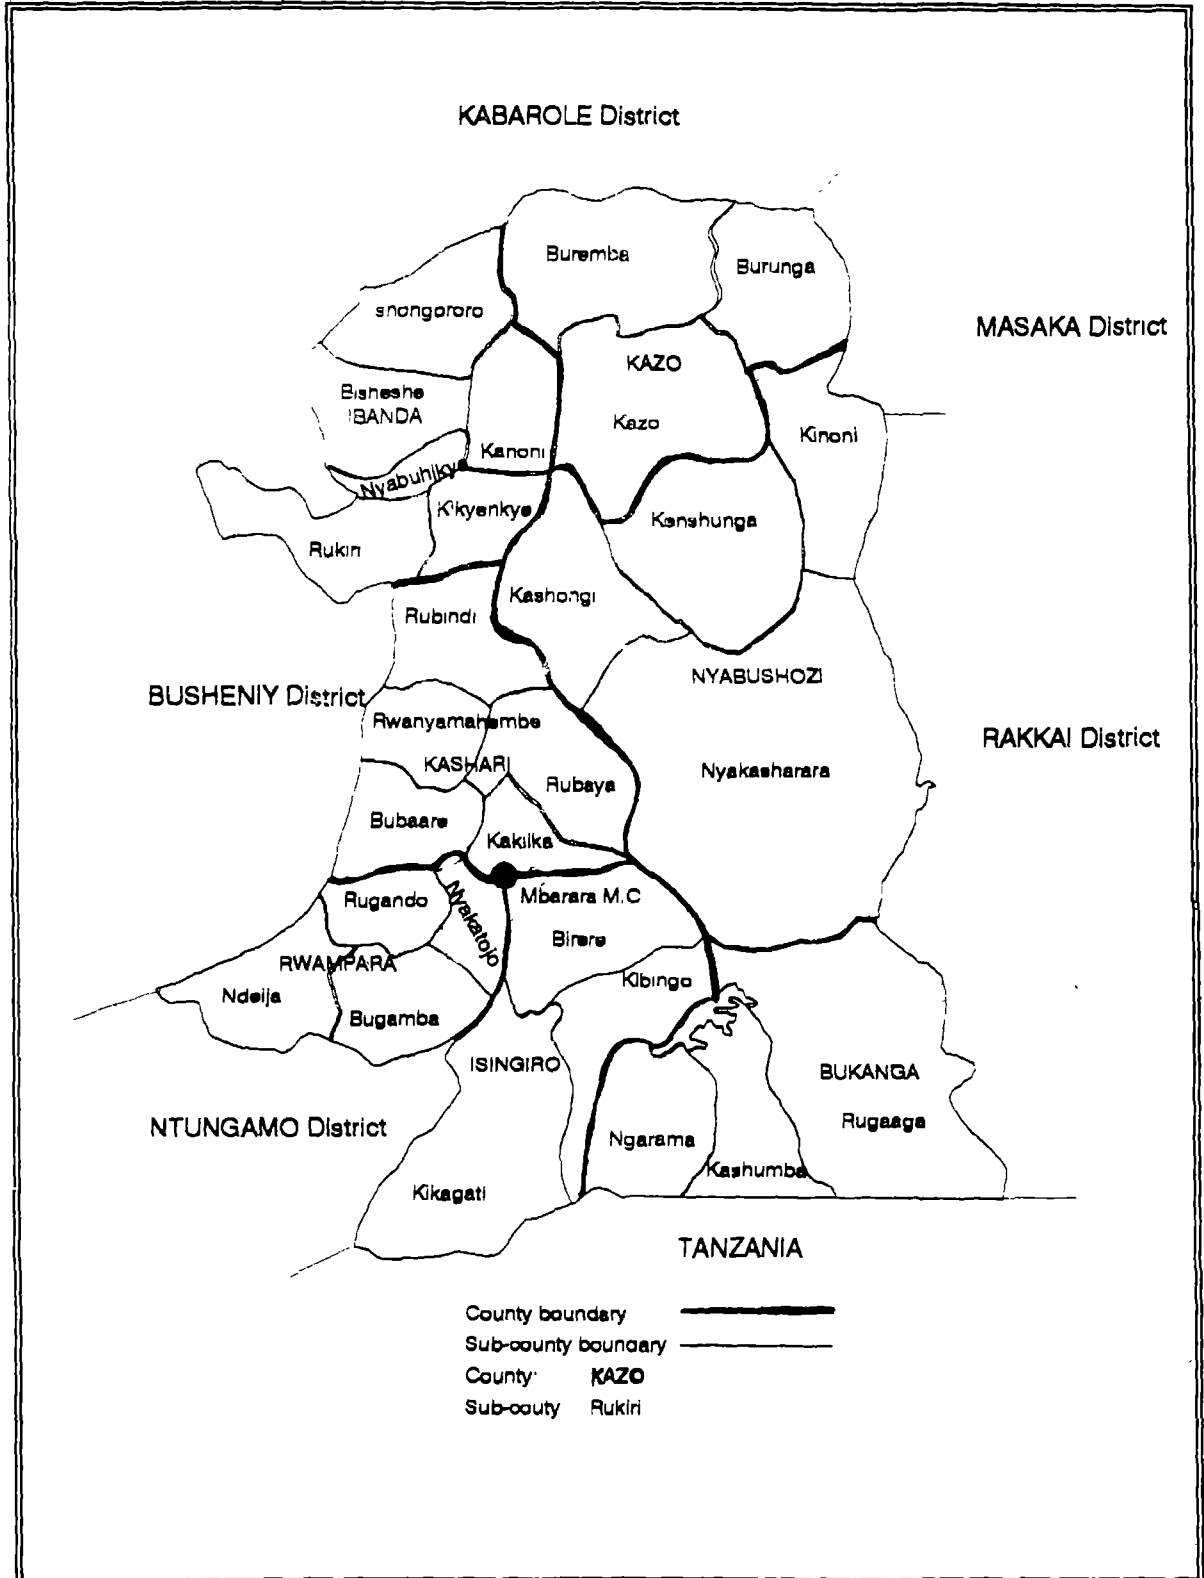 KABAROLE District
Buremba
Burunga
snongororo
MASAKA District
KAZO
Bisheshe
IBANDA
Kazo
Kinoni
Kanoni
Nyabuhiky
Kikyenkye
Kenshunga
Rukiri
Kashongi
Rubindi
NYABUSHOZI
BUSHENIY District
Rwanyamahembe
RAKKAI District
KASHARI
Nyakasharara
Rubaya
Bubaare
Kakiika
Rugando
Nyakatojo
Mbarara M.C
Birere
RWAMPARA
Kibingo
Ndeija
Bugamba
ISINGIRO
BUKANGA
NTUNGAMO District
Rugaaga
Ngarama
Kashumba
Kikagati
TANZANIA
County boundary
Sub-county boundary
County KAZO
Sub-couty Rukiri